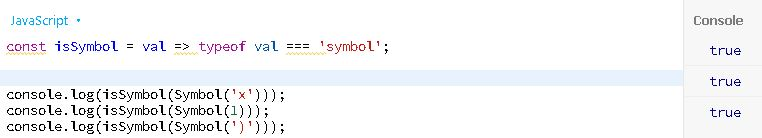 JavaScript
Console
const isSymbol = val => typeof val === 'symbol';
true
true
console.log(isSymbol(Symbol('x')));
console.log(isSymbol(Symbol(1)));
true
console.log(isSymbol(Symbol(')')));